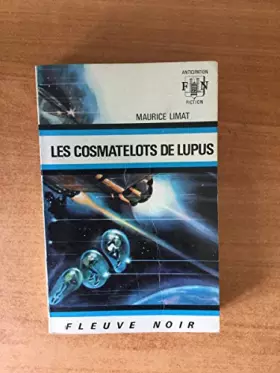 ANTICIPATION
FN
FICTION
MAURICE LIMAT
LES COSMATELOTS DE LUPUS
FLEUVE NOIR